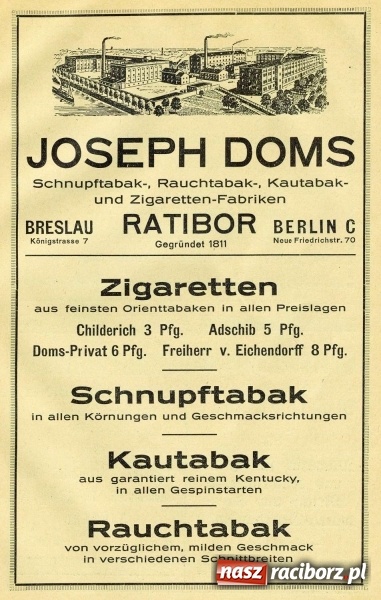 JOSEPH DOMS
Schnupftabak-, Rauchtabak-, Kautabak-
und Zigaretten-Fabriken
BRESLAU RATIBOR BERLIN C
Königstrasse 7 Gegründet 1811 Neue Friedrichstr. 70
Zigaretten
aus feinsten Orienttabaken in allen Preislagen
Childerich 3 Pfg. Adschib 5 Pfg.
Doms-Privat 6 Pfg. Freiherr v. Eichendorff 8 Pfg.
Schnupftabak
in allen Körnungen und Geschmacksrichtungen
Kautabak
aus garantiert reinem Kentucky,
in allen Gespinstarten
Rauchtabak
von vorzüglichem, milden Geschmack
in verschiedenen Schnittbreiten
nasz raciborz.pl